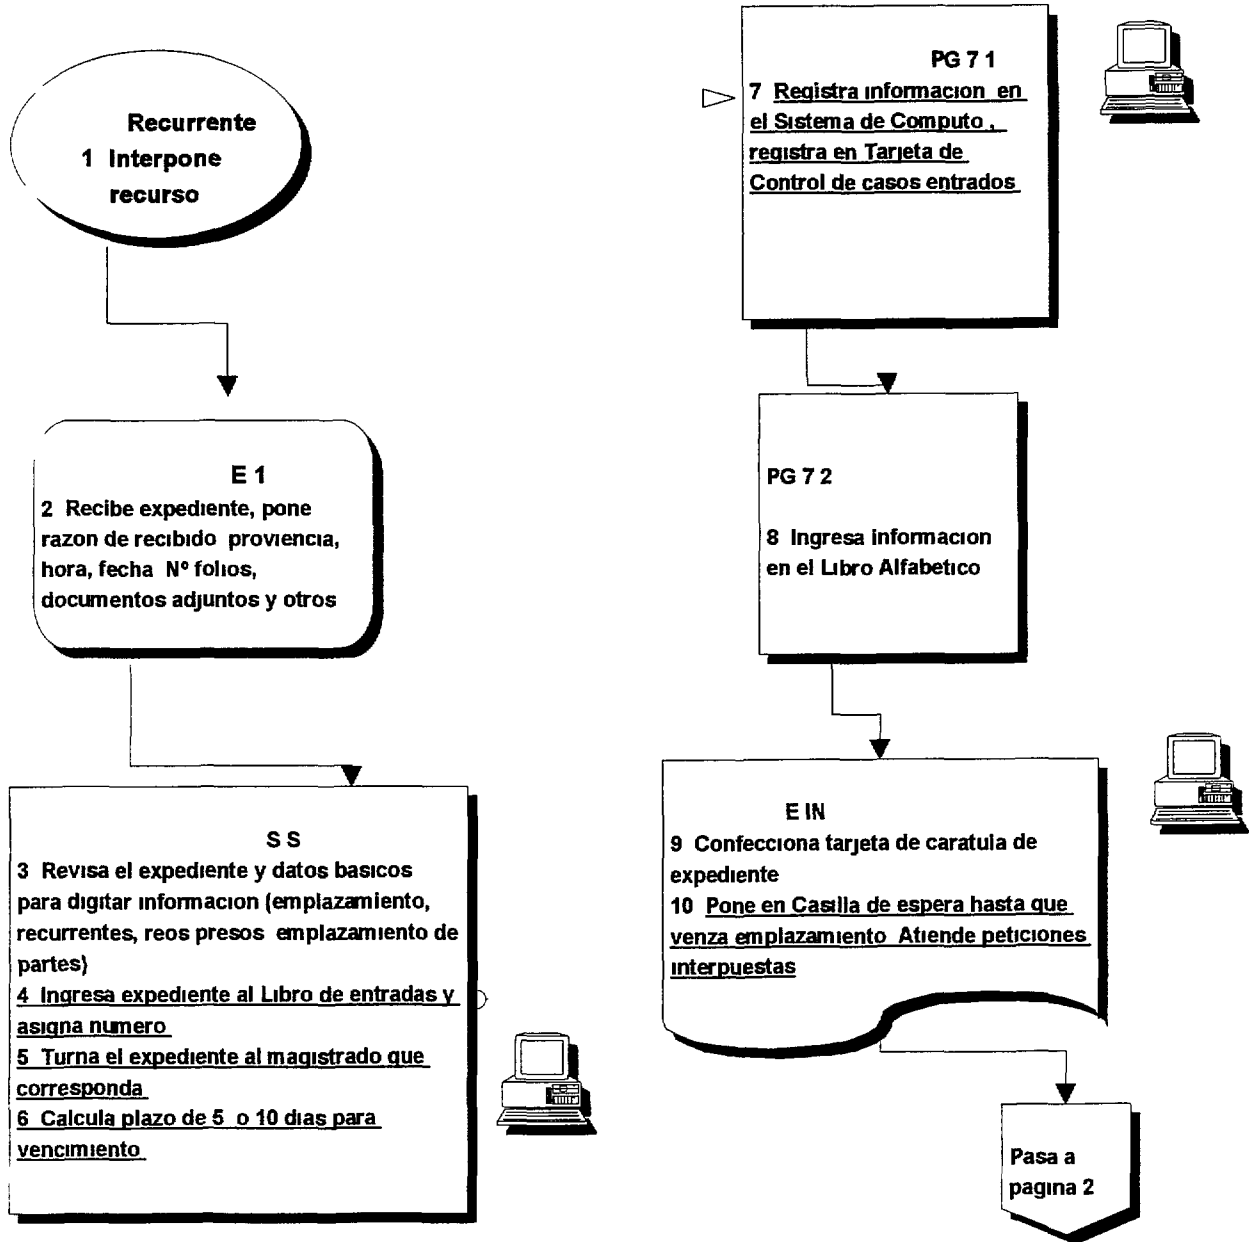 Recurrente
1 Interpone
recurso
E 1
2 Recibe expediente, pone
razon de recibido proviencia,
hora, fecha Nº folios,
documentos adjuntos y otros
S S
3 Revisa el expediente y datos basicos
para digitar informacion (emplazamiento,
recurrentes, reos presos emplazamiento de
partes)
4 Ingresa expediente al Libro de entradas y
asigna numero
5 Turna el expediente al magistrado que
corresponda
6 Calcula plazo de 5 o 10 dias para
vencimiento
PG 7 1
7 Registra informacion en
el Sistema de Computo ,
registra en Tarjeta de
Control de casos entrados
PG 7 2
8 Ingresa informacion
en el Libro Alfabetico
E IN
9 Confecciona tarjeta de caratula de
expediente
10 Pone en Casilla de espera hasta que
venza emplazamiento Atiende peticiones
interpuestas
Pasa a
pagina 2